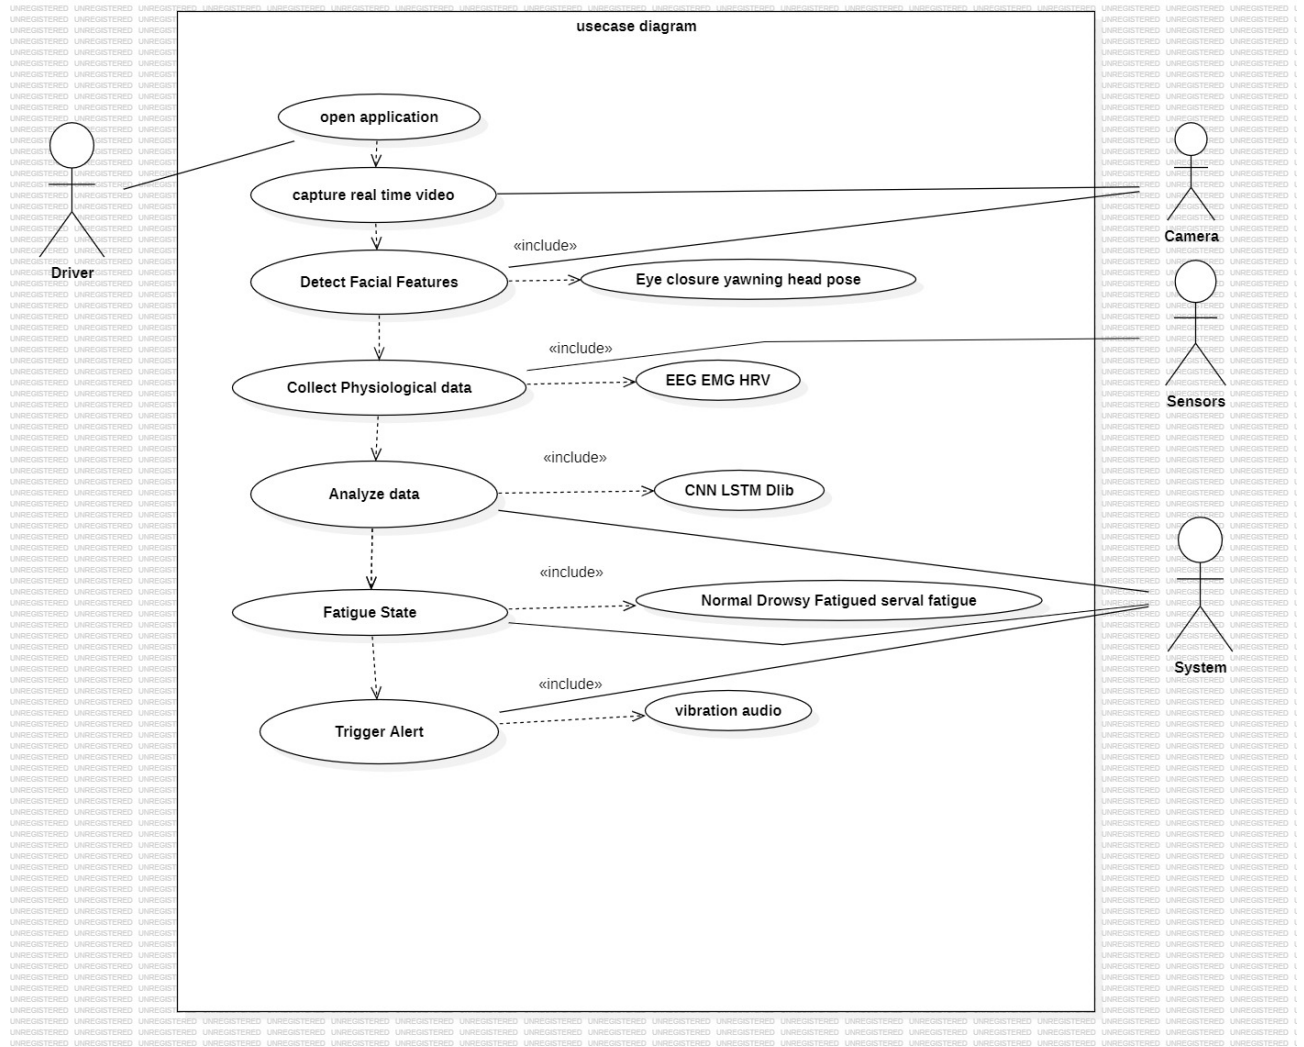 usecase diagram
open application
capture real time video
Camera
«include»
Driver
Detect Facial Features
Eye closure yawning head pose
«include»
Collect Physiological data
EEG EMG HRV
Sensors
«include»
Analyze data
CNN LSTM Dlib
«include»
Fatigue State
Normal Drowsy Fatigued serval fatigue
System
«include»
Trigger Alert
vibration audio
UNREGISTERED